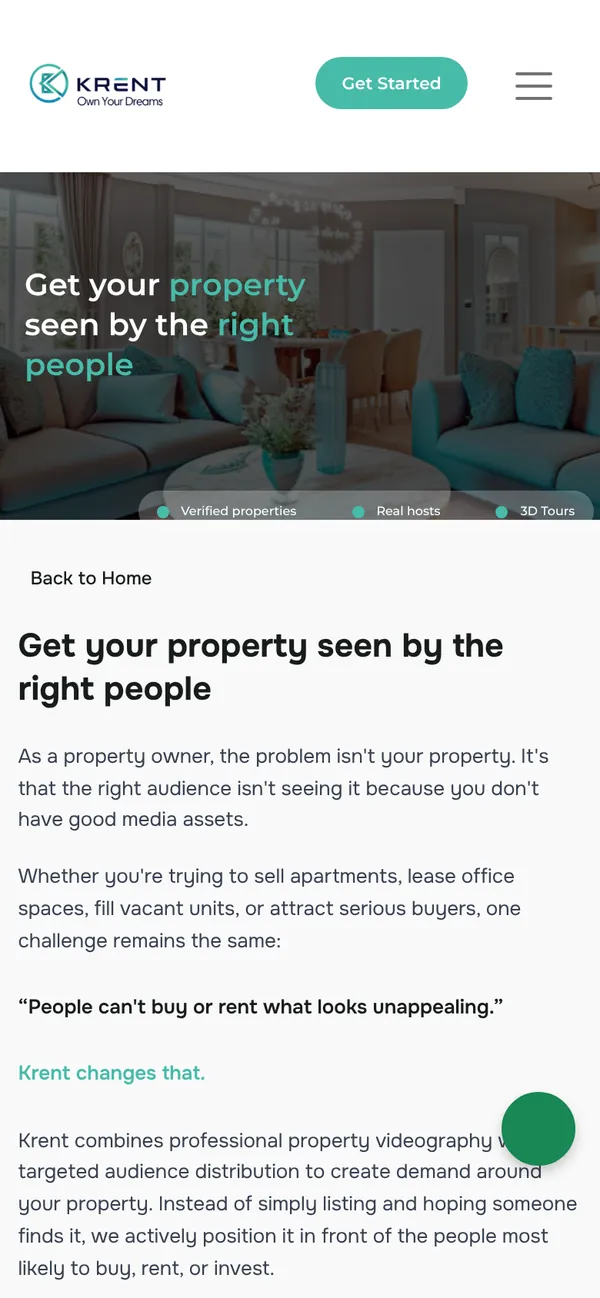 KRENT
Own Your Dreams
Get Started
Get your property
seen by the right
people
Verified properties
Real hosts
3D Tours
Back to Home
Get your property seen by the
right people
As a property owner, the problem isn't your property. It's
that the right audience isn't seeing it because you don't
have good media assets.
Whether you're trying to sell apartments, lease office
spaces, fill vacant units, or attract serious buyers, one
challenge remains the same:
“People can't buy or rent what looks unappealing.”
Krent changes that.
Krent combines professional property videography
targeted audience distribution to create demand around
your property. Instead of simply listing and hoping someone
finds it, we actively position it in front of the people most
likely to buy, rent, or invest.